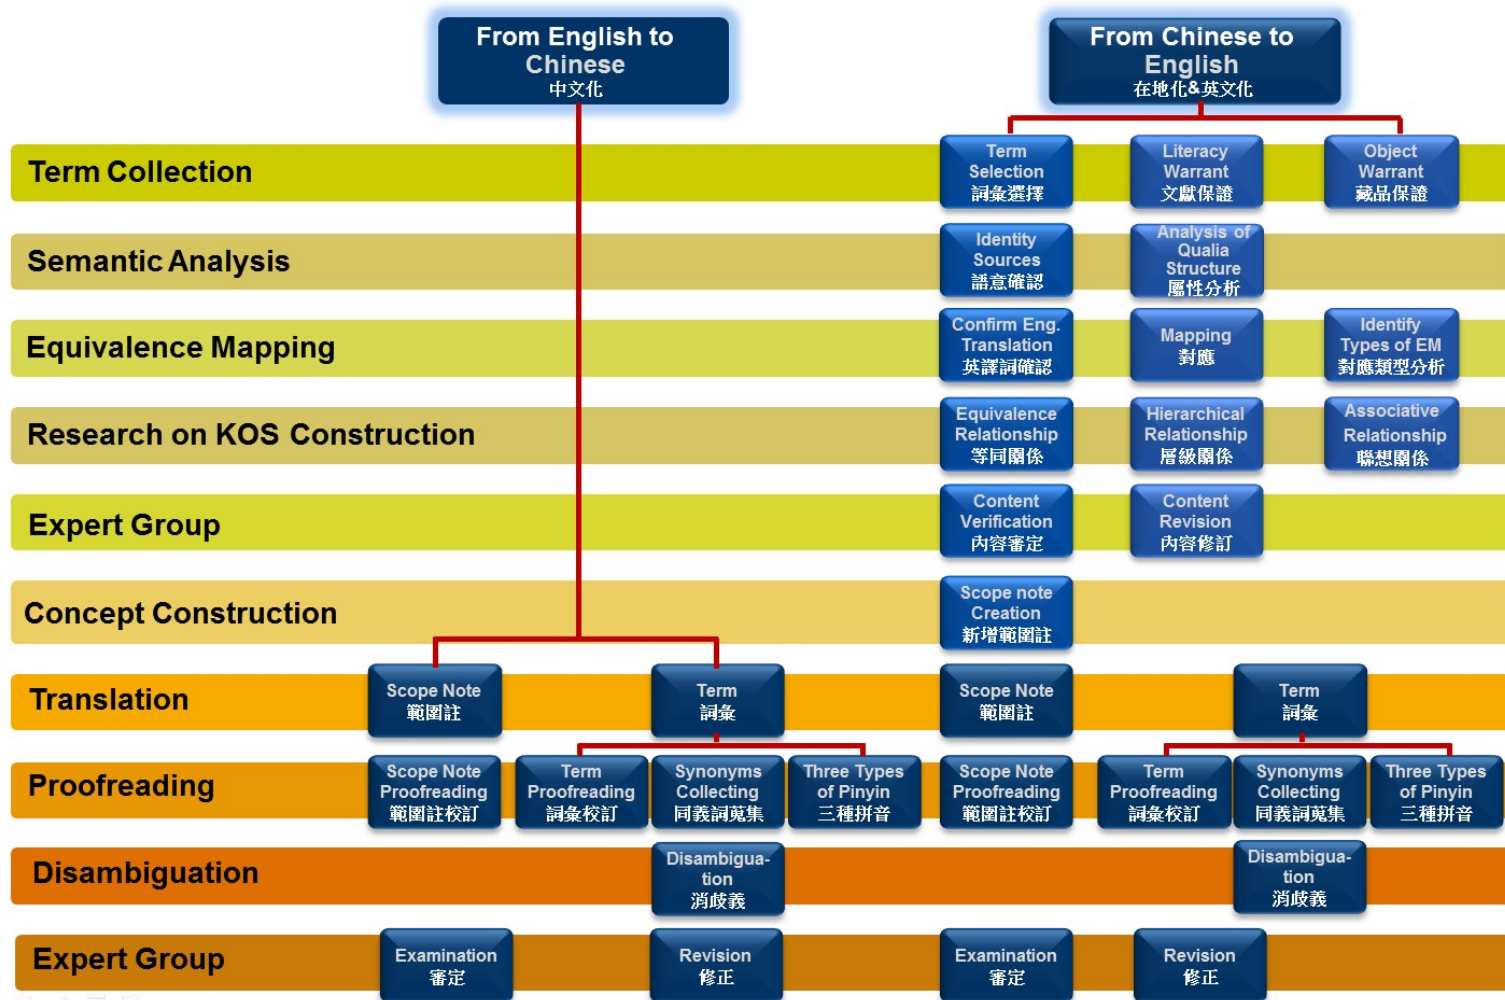 From English to
Chinese
中文化
From Chinese to
English
在地化&英文化
Term Collection
Term
Selection
詞彙選擇
Literacy
Warrant
文獻保證
Object
Warrant
藏品保證
Semantic Analysis
Identity
Sources
語意確認
Analysis of
Qualia
Structure
屬性分析
Equivalence Mapping
Confirm Eng.
Translation
英譯詞確認
Mapping
對應
Identify
Types of EM
對應類型分析
Research on KOS Construction
Equivalence
Relationship
等同關係
Hierarchical
Relationship
層級關係
Associative
Relationship
聯想關係
Expert Group
Content
Verification
內容審定
Content
Revision
內容修訂
Concept Construction
Scope note
Creation
新增範圍註
Translation
Scope Note
範圍註
Term
詞彙
Scope Note
範圍註
Term
詞彙
Proofreading
Scope Note
Proofreading
範圍註校訂
Term
Proofreading
詞彙校訂
Synonyms
Collecting
同義詞蒐集
Three Types
of Pinyin
三種拼音
Scope Note
Proofreading
範圍註校訂
Term
Proofreading
詞彙校訂
Synonyms
Collecting
同義詞蒐集
Three Types
of Pinyin
三種拼音
Disambiguation
Disambigua-
tion
消歧義
Disambigua-
tion
消歧義
Expert Group
Examination
審定
Revision
修正
Examination
審定
Revision
修正